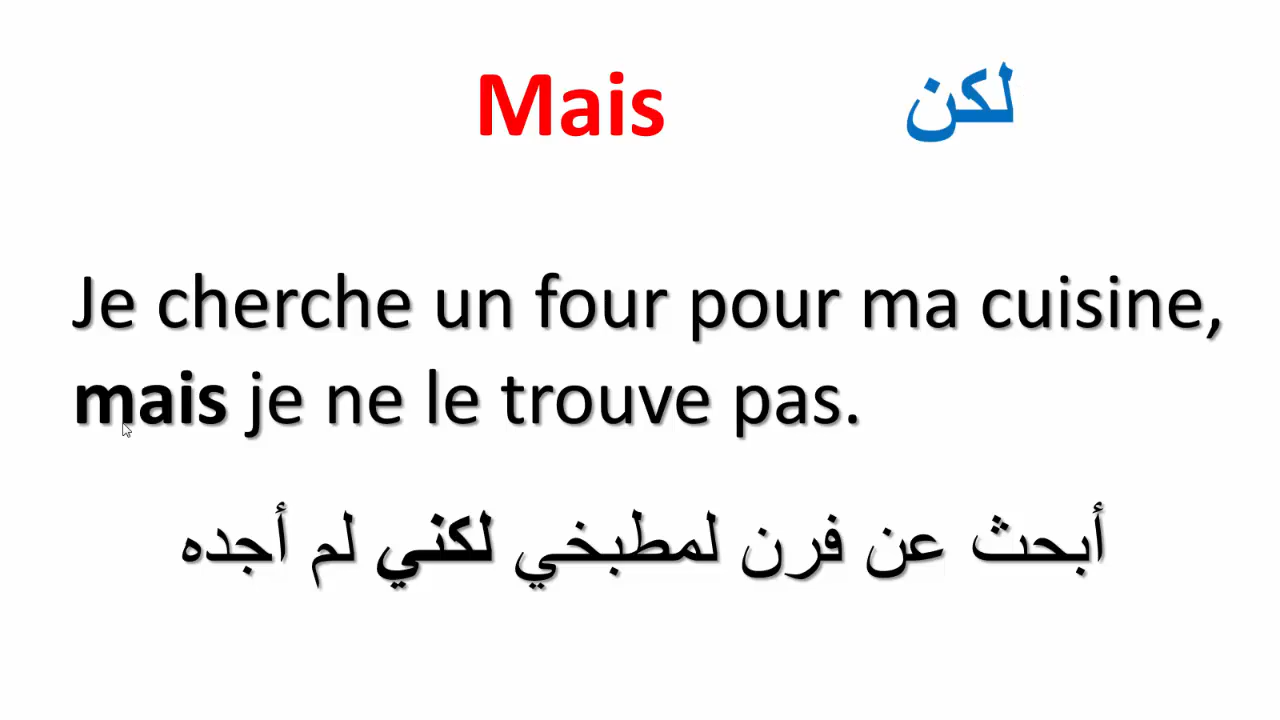 Mais
لكن
Je cherche un four pour ma cuisine,
mais je ne le trouve pas.
أبحث عن فرن لمطبخي لكني لم أجده